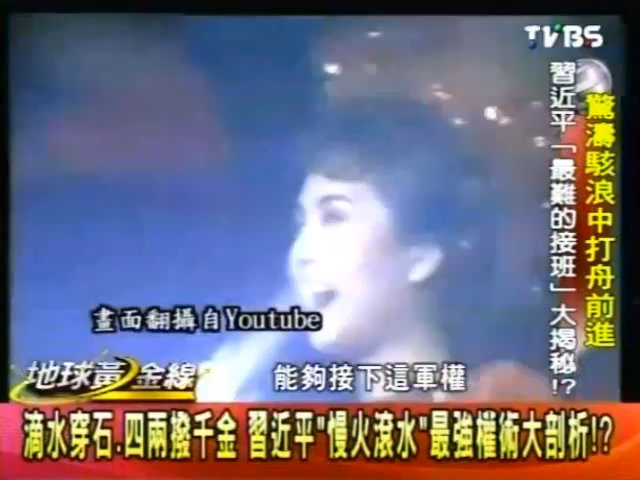 TVBS
驚濤駭浪中打舟前進
習近平「最難的接班」大揭秘!?
畫面翻攝自Youtube
地球黃金線
能夠接下這軍權
滴水穿石.四兩撥千金 習近平"慢火滾水"最強權術大剖析!?